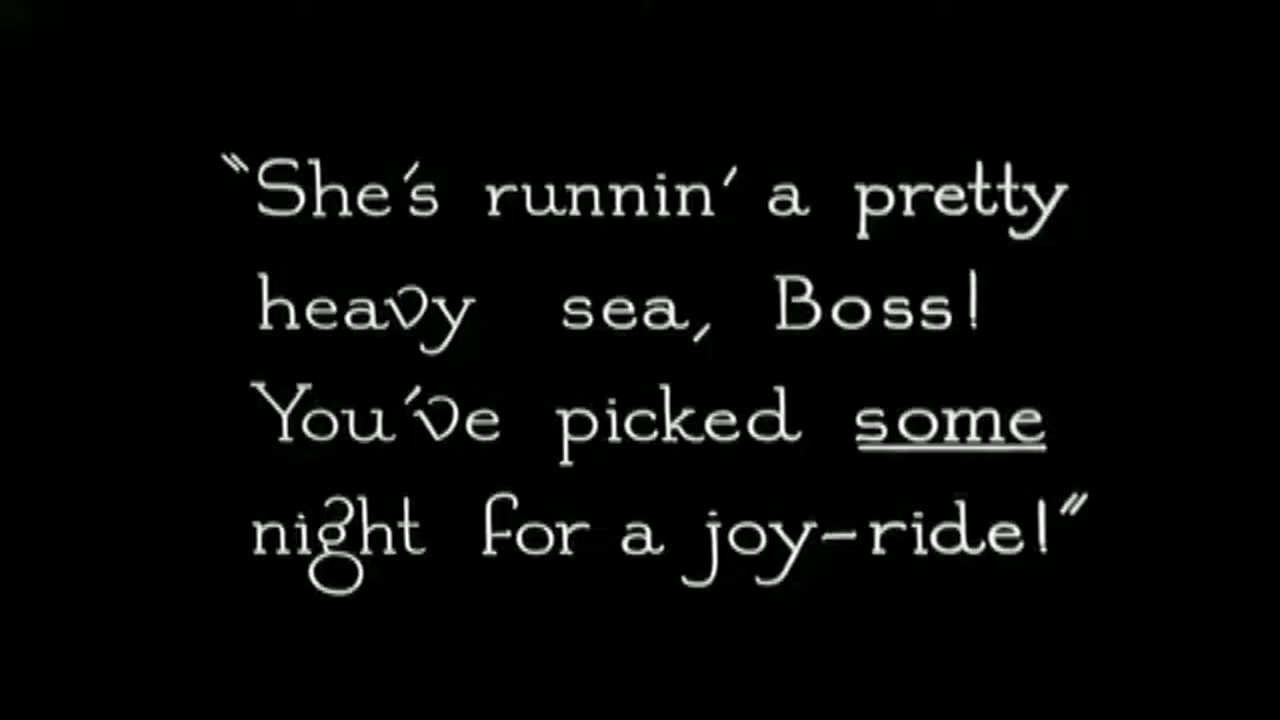 “She's runnin' a pretty
heavy sea, Boss!
You've picked some
night for a joy-ride!”